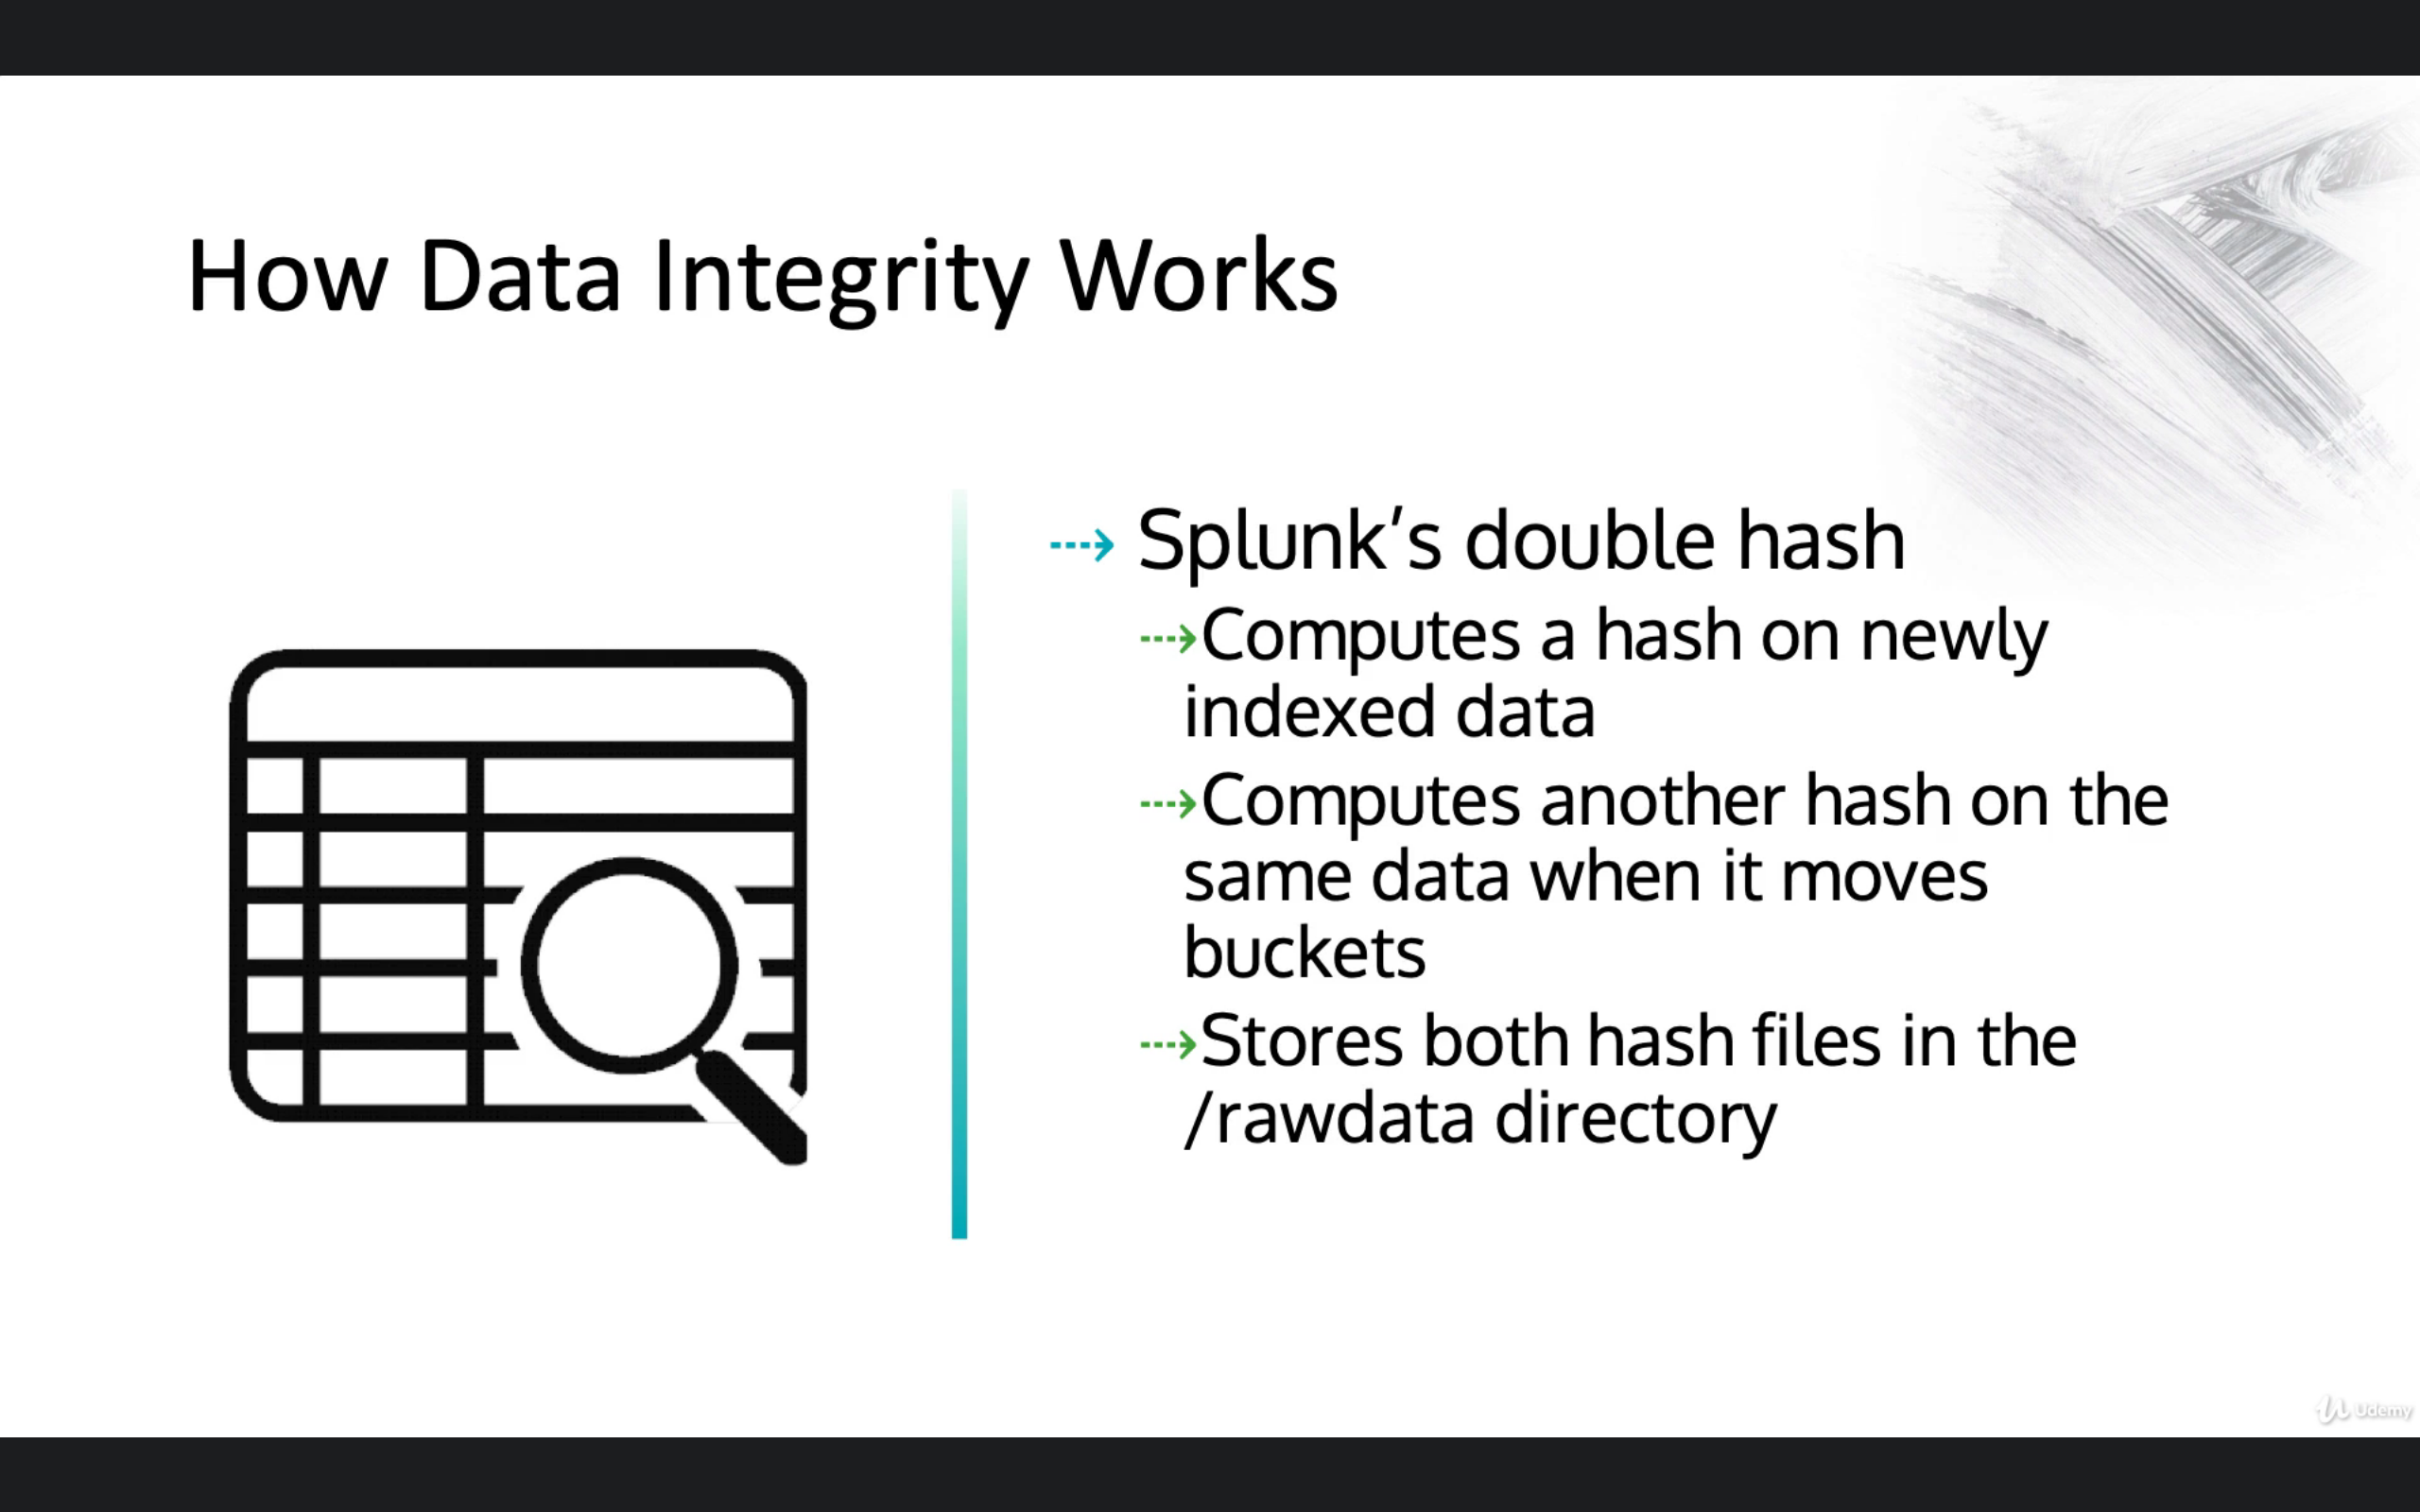 How Data Integrity Works
Splunk’s double hash
Computes a hash on newly
indexed data
Computes another hash on the
same data when it moves
buckets
Stores both hash files in the
/rawdata directory
Udemy